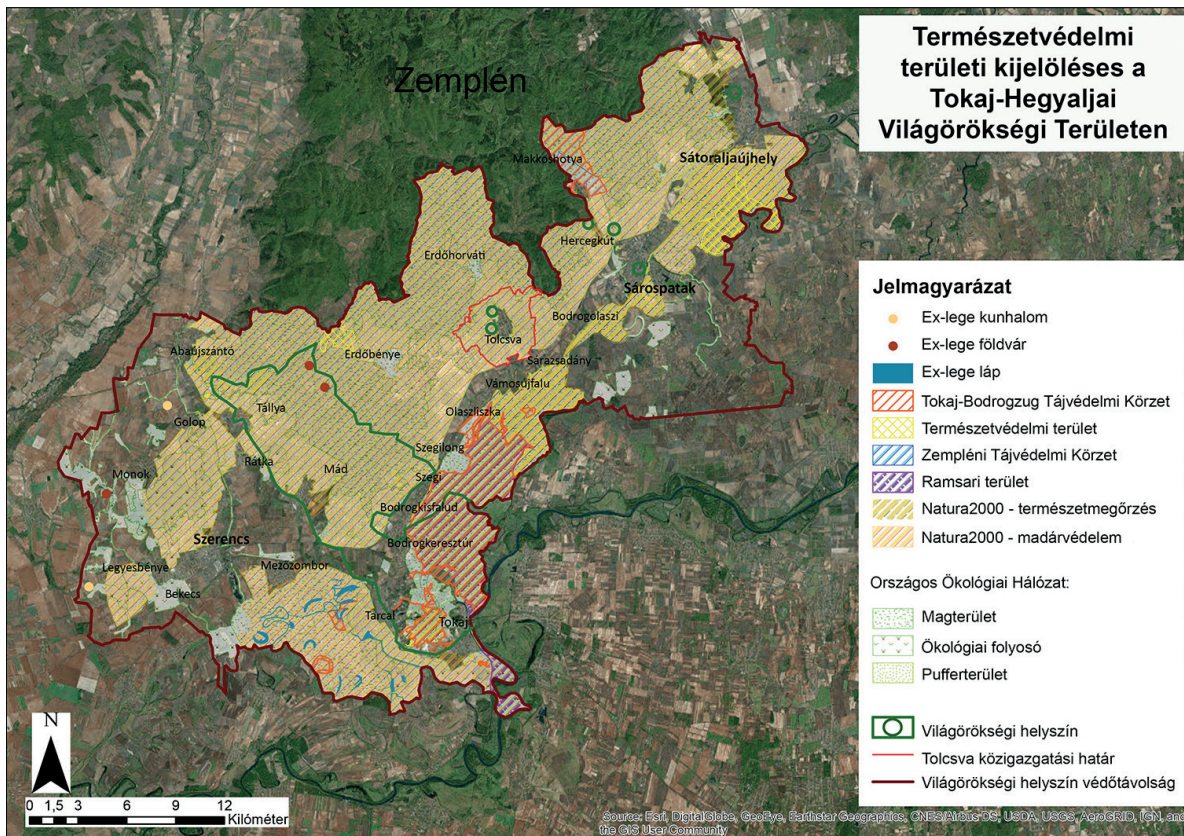 Természetvédelmi
területi kijelöléses a
Tokaj-Hegyaljai
Világörökségi Területen
Zemplén
Makkoshotya
Sátoraljaújhely
Hercegkút
Erdőhorváti
Sárospatak
Bodrogolaszi
Tolcsva
Abaújszántó
Erdőbénye
Sárazsadány
Vámosújfalu
Golop
Tállya
Olaszliszka
Rátka
Mád
Szegilong
Szegi
Monok
Bodrogkisfalud
Szerencs
Bodrogkeresztúr
Legyesbénye
Mezőzombor
Bekecs
Tarcal
Tokaj
Jelmagyarázat
Ex-lege kunhalom
Ex-lege földvár
Ex-lege láp
Tokaj-Bodrogzug Tájvédelmi Körzet
Természetvédelmi terület
Zempléni Tájvédelmi Körzet
Ramsari terület
Natura2000 - természetmegőrzés
Natura2000 - madárvédelem
Országos Ökológiai Hálózat:
Magterület
Ökológiai folyosó
Pufferterület
Világörökségi helyszín
Tolcsva közigazgatási határ
Világörökségi helyszín védőtávolság
N
0 1,5 3 6 9 12
Kilóméter
Source: Esri, DigitalGlobe, GeoEye, Earthstar Geographics, CNES/Airbus DS, USDA, USGS, AeroGRID, IGN, and
the GIS User Community